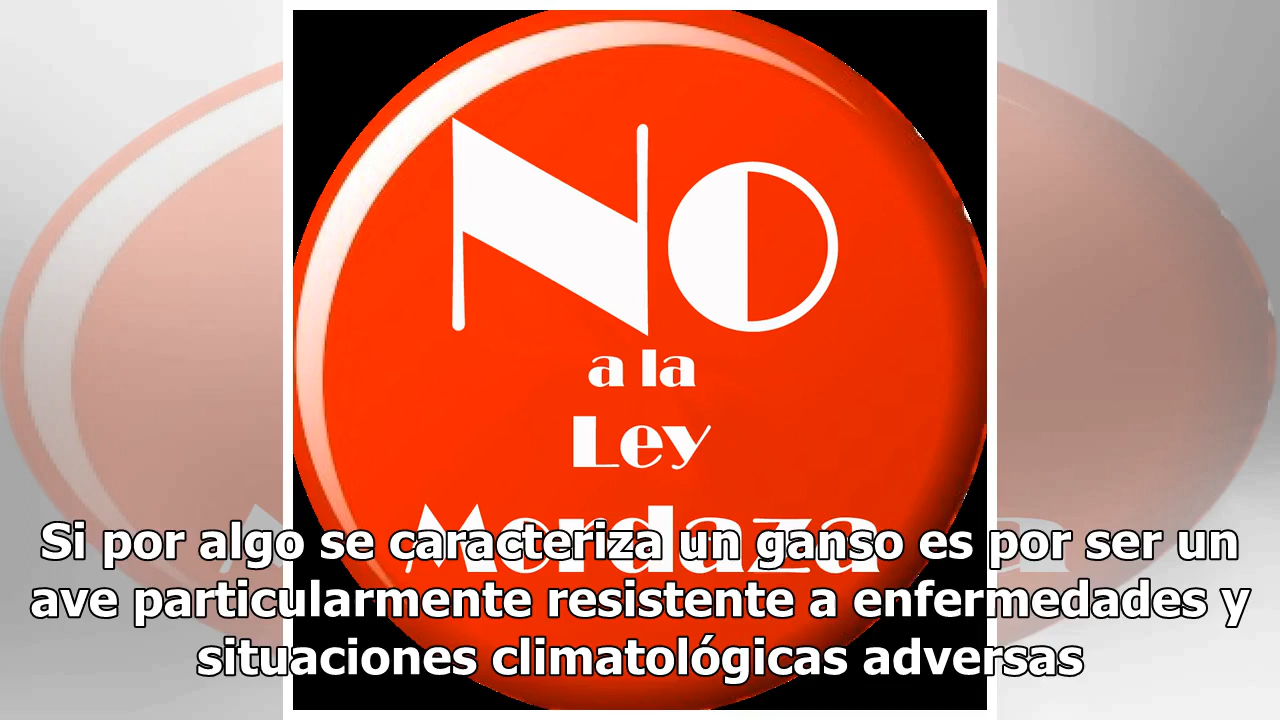 NO
a la
Ley
Mordaza
Si por algo se caracteriza un ganso es por ser un
ave particularmente resistente a enfermedades y
situaciones climatológicas adversas